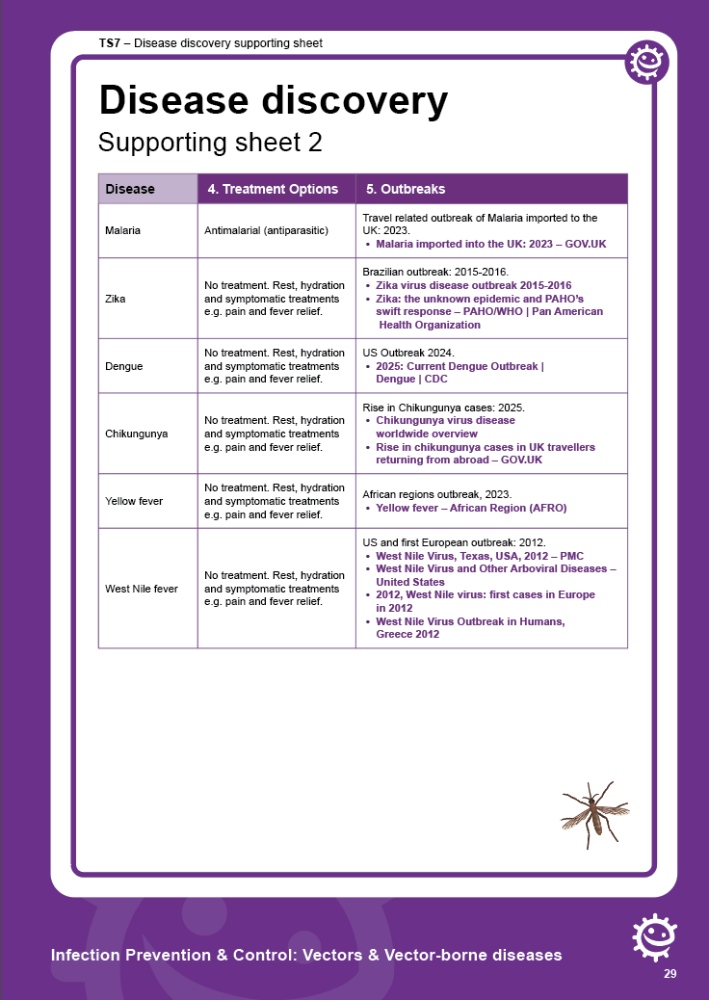 TS7 – Disease discovery supporting sheet
Disease discovery
Supporting sheet 2
Disease
4. Treatment Options
5. Outbreaks
Malaria
Antimalarial (antiparasitic)
Travel related outbreak of Malaria imported to the
UK: 2023.
• Malaria imported into the UK: 2023 – GOV.UK
Zika
No treatment. Rest, hydration
and symptomatic treatments
e.g. pain and fever relief.
Brazilian outbreak: 2015-2016.
• Zika virus disease outbreak 2015-2016
• Zika: the unknown epidemic and PAHO's
swift response – PAHO/WHO | Pan American
Health Organization
Dengue
No treatment. Rest, hydration
and symptomatic treatments
e.g. pain and fever relief.
US Outbreak 2024.
• 2025: Current Dengue Outbreak |
Dengue | CDC
Chikungunya
No treatment. Rest, hydration
and symptomatic treatments
e.g. pain and fever relief.
Rise in Chikungunya cases: 2025.
• Chikungunya virus disease
worldwide overview
• Rise in chikungunya cases in UK travellers
returning from abroad – GOV.UK
Yellow fever
No treatment. Rest, hydration
and symptomatic treatments
e.g. pain and fever relief.
African regions outbreak, 2023.
• Yellow fever – African Region (AFRO)
West Nile fever
No treatment. Rest, hydration
and symptomatic treatments
e.g. pain and fever relief.
US and first European outbreak: 2012.
• West Nile Virus, Texas, USA, 2012 – PMC
• West Nile Virus and Other Arboviral Diseases –
United States
• 2012, West Nile virus: first cases in Europe
in 2012
• West Nile Virus Outbreak in Humans,
Greece 2012
Infection Prevention & Control: Vectors & Vector-borne diseases
29